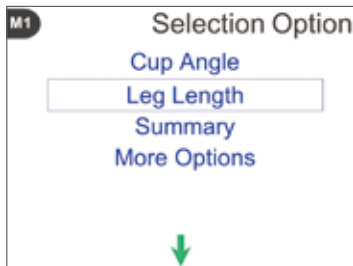 M1
Selection Option
Cup Angle
Leg Length
Summary
More Options